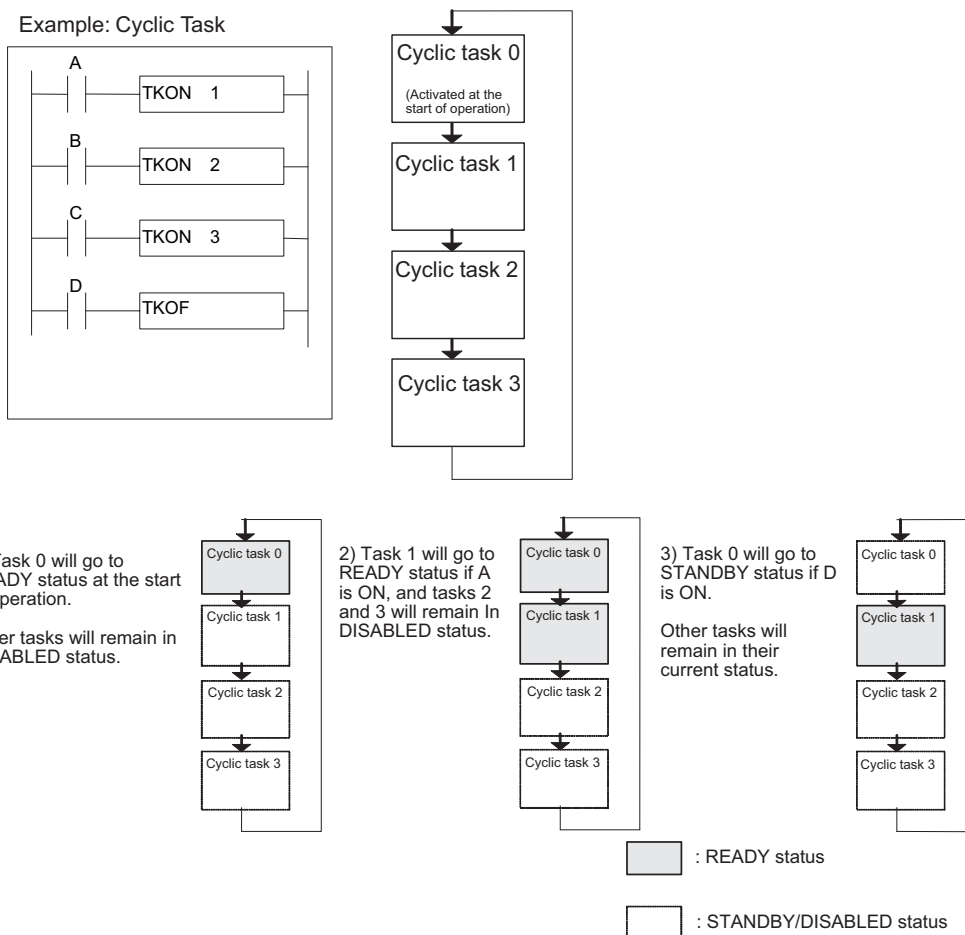 Example: Cyclic Task
A
TKON 1
B
TKON 2
C
TKON 3
D
TKOF
Cyclic task 0
(Activated at the
start of operation)
Cyclic task 1
Cyclic task 2
Cyclic task 3
ask 0 will go to
ADY status at the start
peration.
er tasks will remain in
ABLED status.
Cyclic task 0
Cyclic task 1
Cyclic task 2
Cyclic task 3
2) Task 1 will go to
READY status if A
is ON, and tasks 2
and 3 will remain In
DISABLED status.
Cyclic task 0
Cyclic task 1
Cyclic task 2
Cyclic task 3
3) Task 0 will go to
STANDBY status if D
is ON.
Other tasks will
remain in their
current status.
Cyclic task 0
Cyclic task 1
Cyclic task 2
Cyclic task 3
: READY status
: STANDBY/DISABLED status